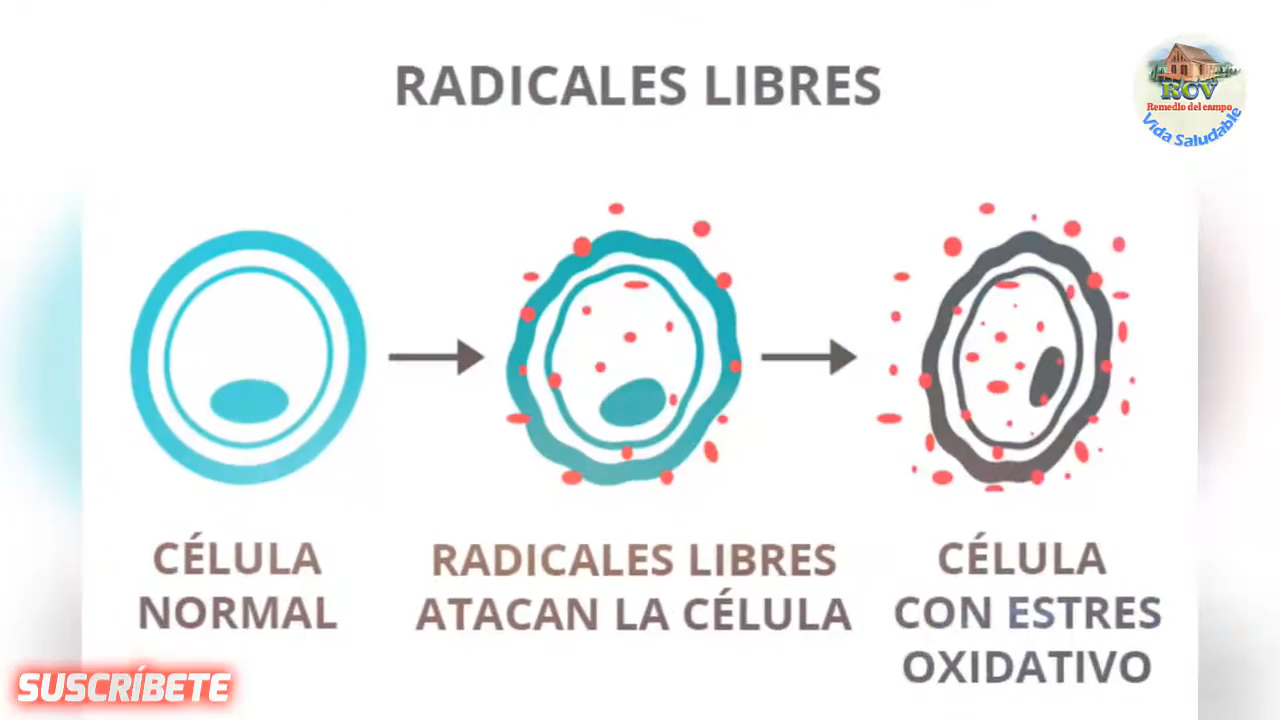 RADICALES LIBRES
RCV
Remedio del campo
Vida Saludable
CÉLULA
NORMAL
RADICALES LIBRES
ATACAN LA CÉLULA
CÉLULA
CON ESTRES
OXIDATIVO
SUSCRÍBETE